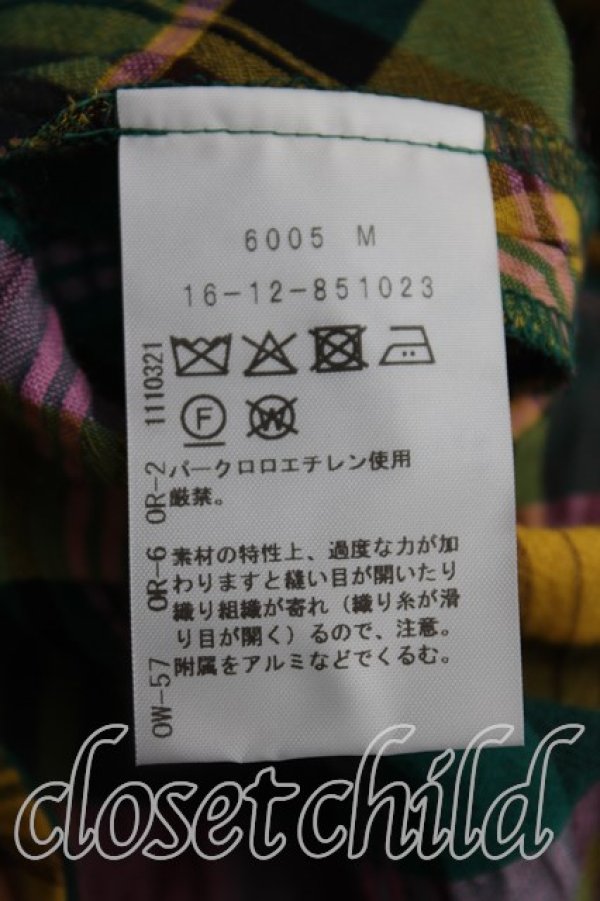 6005 M
16-12-851023
F
W
パークロロエチレン使用
厳禁。
素材の特性上、過度な力が加
わりますと縫い目が開いたり
織り組織が寄れ（織り糸が滑
り目が開く）るので、注意。
附属をアルミなどでくるむ。
OW-57 OR-6 OR-2 1110321
closet child